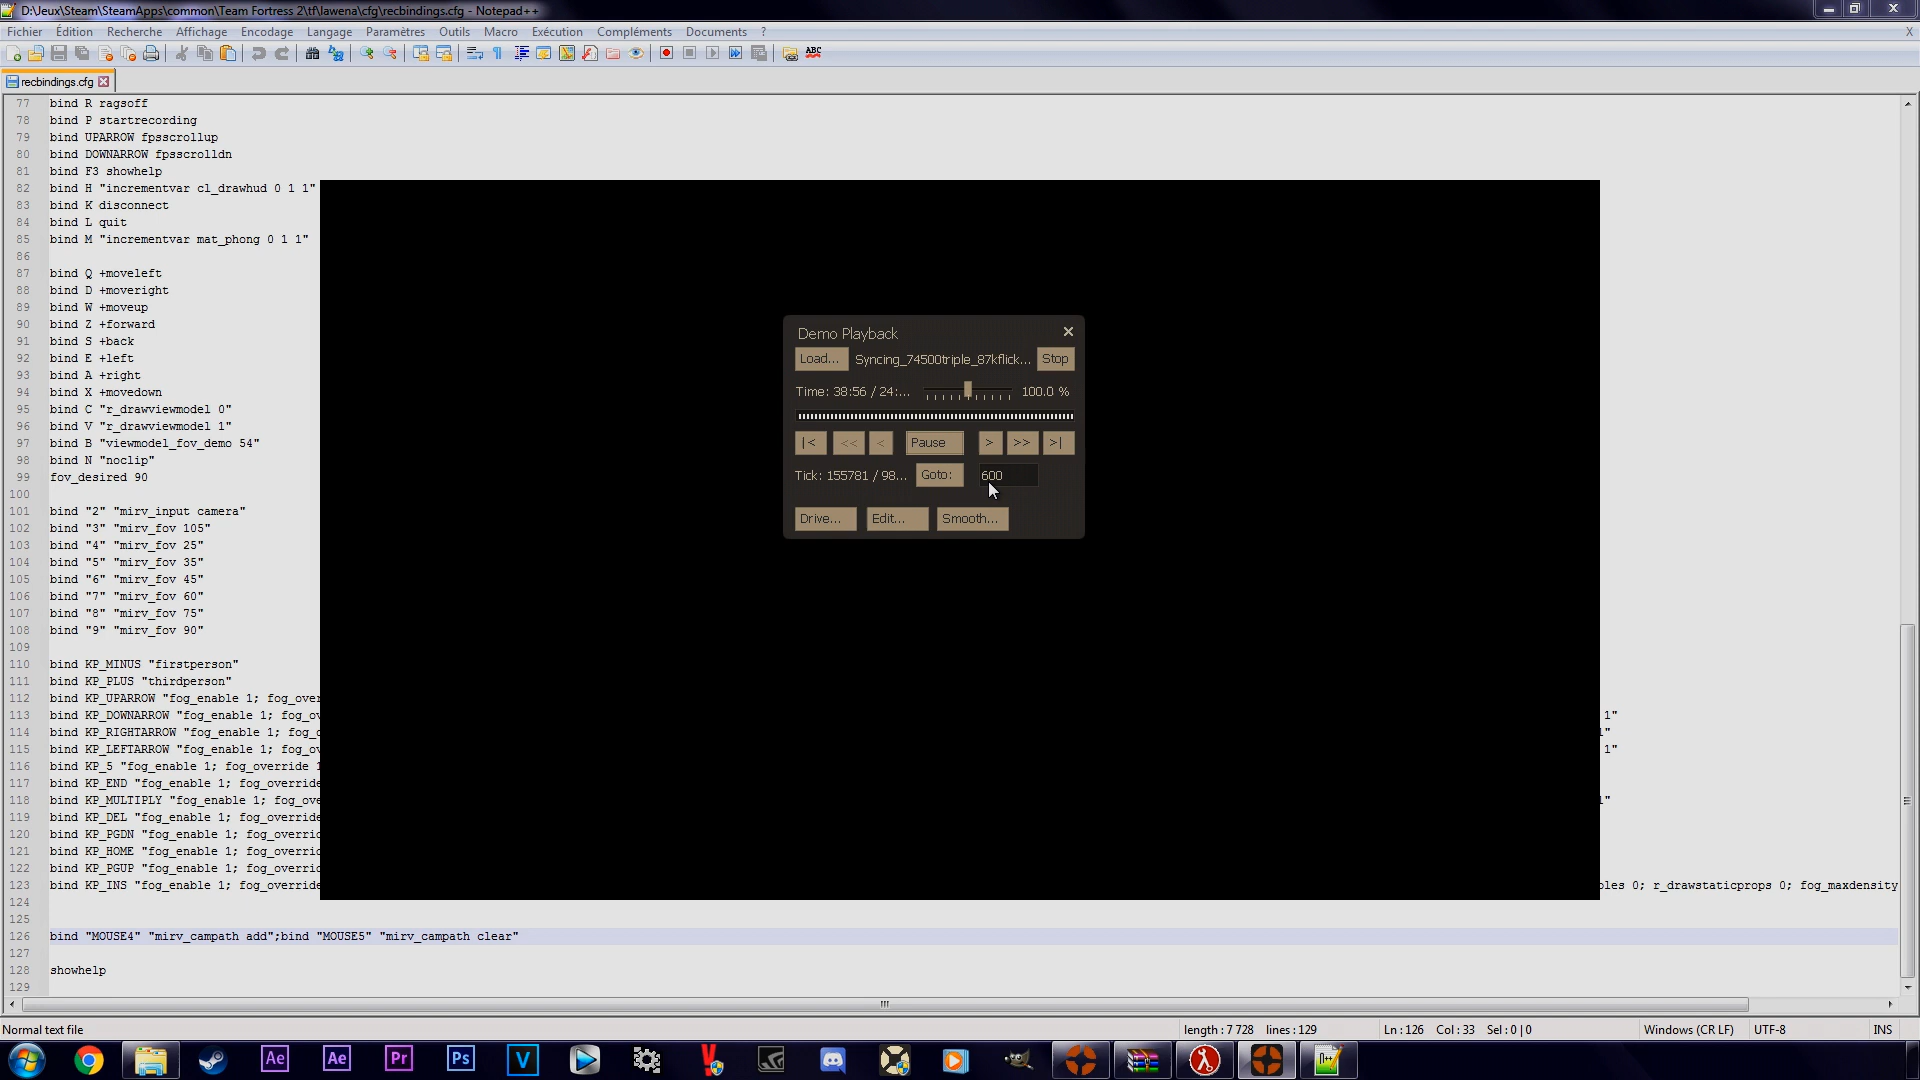 D:\Jeux\Steam\SteamApps\common\Team Fortress 2\tf\lawena\cfg\recbindings.cfg - Notepad++
Fichier Édition Recherche Affichage Encodage Langage Paramètres Outils Macro Exécution Compléments Documents ? X
recbindings.cfg
77 bind R ragsoff
78 bind P startrecording
79 bind UPARROW fpsscrollup
80 bind DOWNARROW fpsscrolldn
81 bind F3 showhelp
82 bind H "incrementvar cl_drawhud 0 1 1"
83 bind K disconnect
84 bind L quit
85 bind M "incrementvar mat_phong 0 1 1"
86
87 bind Q +moveleft
88 bind D +moveright
89 bind W +moveup
90 bind Z +forward
91 bind S +back
92 bind E +left
93 bind A +right
94 bind X +movedown
95 bind C "r_drawviewmodel 0"
96 bind V "r_drawviewmodel 1"
97 bind B "viewmodel_fov_demo 54"
98 bind N "noclip"
99 fov_desired 90
100
101 bind "2" "mirv_input camera"
102 bind "3" "mirv_fov 105"
103 bind "4" "mirv_fov 25"
104 bind "5" "mirv_fov 35"
105 bind "6" "mirv_fov 45"
106 bind "7" "mirv_fov 60"
107 bind "8" "mirv_fov 75"
108 bind "9" "mirv_fov 90"
109
110 bind KP_MINUS "firstperson"
111 bind KP_PLUS "thirdperson"
112 bind KP_UPARROW "fog_enable 1; fog_over
113 bind KP_DOWNARROW "fog_enable 1; fog_ov 1"
114 bind KP_RIGHTARROW "fog_enable 1; fog_o 1"
115 bind KP_LEFTARROW "fog_enable 1; fog_ov 1"
116 bind KP_5 "fog_enable 1; fog_override 1
117 bind KP_END "fog_enable 1; fog_override
118 bind KP_MULTIPLY "fog_enable 1; fog_ove 1"
119 bind KP_DEL "fog_enable 1; fog_override
120 bind KP_PGDN "fog_enable 1; fog_overrid
121 bind KP_HOME "fog_enable 1; fog_overrid
122 bind KP_PGUP "fog_enable 1; fog_overrid
123 bind KP_INS "fog_enable 1; fog_override les 0; r_drawstaticprops 0; fog_maxdensity
124
125
126 bind "MOUSE4" "mirv_campath add";bind "MOUSE5" "mirv_campath clear"
127
128 showhelp
129
Demo Playback
Load... Syncing_74500triple_87kflick... Stop
Time: 38:56 / 24:... 100.0 %
|< << < Pause > >> >|
Tick: 155781 / 98... Goto: 600
Drive... Edit... Smooth...
Normal text file length : 7 728 lines : 129 Ln : 126 Col : 33 Sel : 0 | 0 Windows (CR LF) UTF-8 INS
Ae Ae Pr Ps V